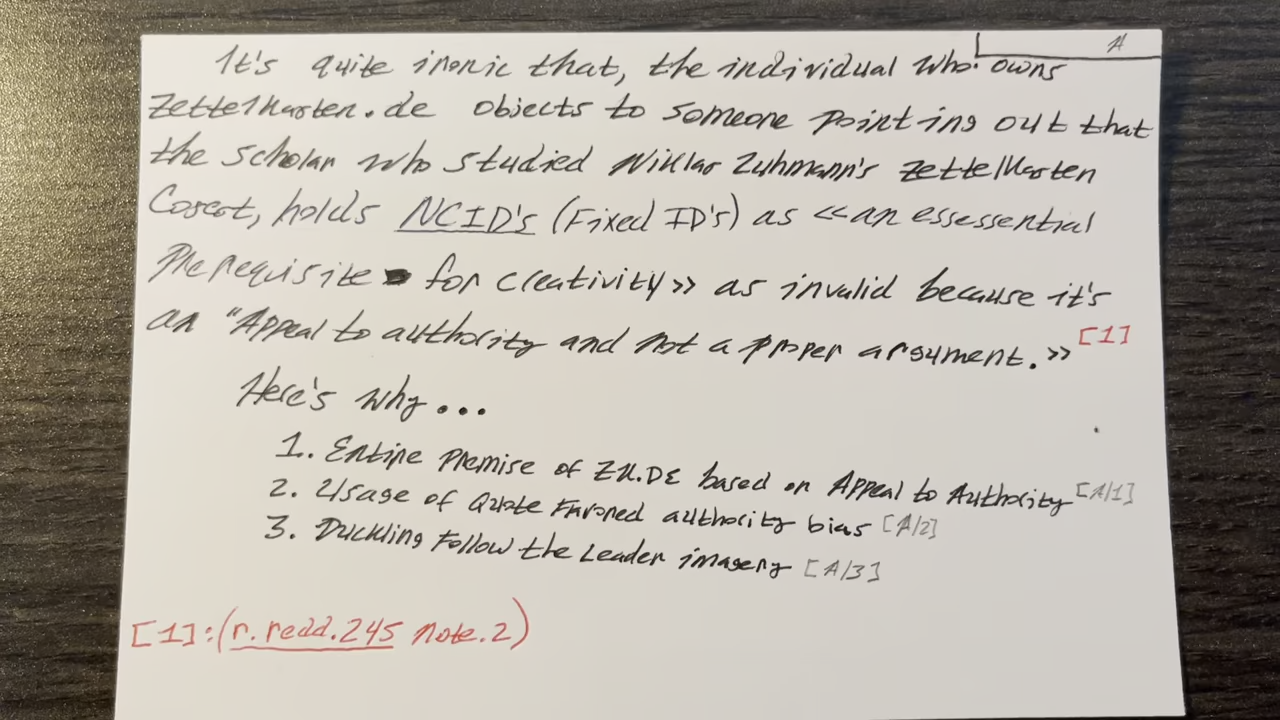 A
It's quite ironic that, the individual who owns
Zettelkasten.de objects to someone pointing out that
the scholar who studied Niklas Luhmann's zettelkasten
Closest, holds NCID's (Fixed ID's) as «an essessential
Prerequisite for creativity» as invalid because it's
an "Appeal to authority and not a proper argument.» [1]
Here's why...
1. Entire Premise of ZK.DE based on Appeal to Authority [A/1]
2. Usage of Quote Favored authority bias [A/2]
3. Duckling Follow the Leader imagery [A/3]
[1]:(r.redd.245 note.2)